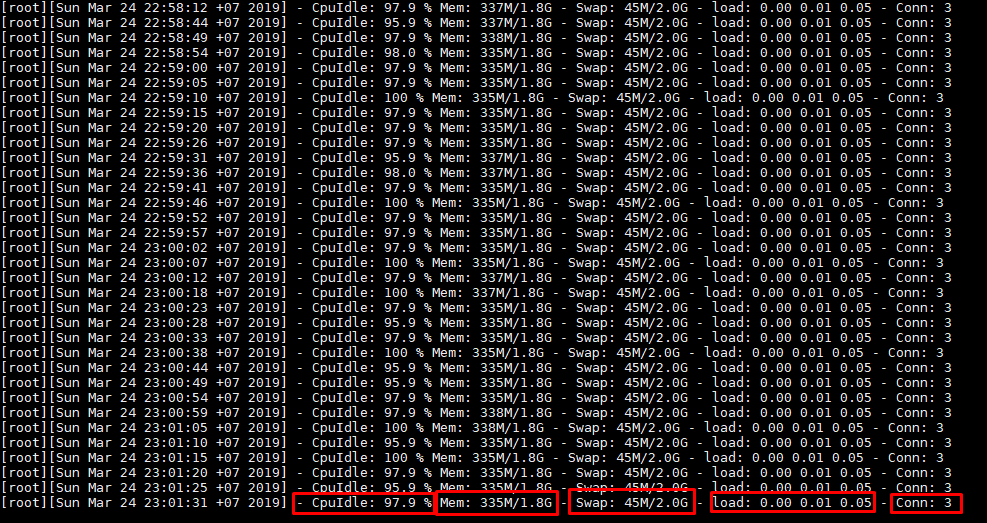 [root][Sun Mar 24 22:58:12 +07 2019] - CpuIdle: 97.9 % Mem: 337M/1.8G - Swap: 45M/2.0G - load: 0.00 0.01 0.05 - Conn: 3
[root][Sun Mar 24 22:58:44 +07 2019] - CpuIdle: 95.9 % Mem: 337M/1.8G - Swap: 45M/2.0G - load: 0.00 0.01 0.05 - Conn: 3
[root][Sun Mar 24 22:58:49 +07 2019] - CpuIdle: 97.9 % Mem: 338M/1.8G - Swap: 45M/2.0G - load: 0.00 0.01 0.05 - Conn: 3
[root][Sun Mar 24 22:58:54 +07 2019] - CpuIdle: 98.0 % Mem: 335M/1.8G - Swap: 45M/2.0G - load: 0.00 0.01 0.05 - Conn: 3
[root][Sun Mar 24 22:59:00 +07 2019] - CpuIdle: 97.9 % Mem: 335M/1.8G - Swap: 45M/2.0G - load: 0.00 0.01 0.05 - Conn: 3
[root][Sun Mar 24 22:59:05 +07 2019] - CpuIdle: 97.9 % Mem: 335M/1.8G - Swap: 45M/2.0G - load: 0.00 0.01 0.05 - Conn: 3
[root][Sun Mar 24 22:59:10 +07 2019] - CpuIdle: 100 % Mem: 335M/1.8G - Swap: 45M/2.0G - load: 0.00 0.01 0.05 - Conn: 3
[root][Sun Mar 24 22:59:15 +07 2019] - CpuIdle: 97.9 % Mem: 335M/1.8G - Swap: 45M/2.0G - load: 0.00 0.01 0.05 - Conn: 3
[root][Sun Mar 24 22:59:20 +07 2019] - CpuIdle: 97.9 % Mem: 335M/1.8G - Swap: 45M/2.0G - load: 0.00 0.01 0.05 - Conn: 3
[root][Sun Mar 24 22:59:26 +07 2019] - CpuIdle: 97.9 % Mem: 335M/1.8G - Swap: 45M/2.0G - load: 0.00 0.01 0.05 - Conn: 3
[root][Sun Mar 24 22:59:31 +07 2019] - CpuIdle: 95.9 % Mem: 337M/1.8G - Swap: 45M/2.0G - load: 0.00 0.01 0.05 - Conn: 3
[root][Sun Mar 24 22:59:36 +07 2019] - CpuIdle: 98.0 % Mem: 337M/1.8G - Swap: 45M/2.0G - load: 0.00 0.01 0.05 - Conn: 3
[root][Sun Mar 24 22:59:41 +07 2019] - CpuIdle: 97.9 % Mem: 335M/1.8G - Swap: 45M/2.0G - load: 0.00 0.01 0.05 - Conn: 3
[root][Sun Mar 24 22:59:46 +07 2019] - CpuIdle: 100 % Mem: 335M/1.8G - Swap: 45M/2.0G - load: 0.00 0.01 0.05 - Conn: 3
[root][Sun Mar 24 22:59:52 +07 2019] - CpuIdle: 97.9 % Mem: 335M/1.8G - Swap: 45M/2.0G - load: 0.00 0.01 0.05 - Conn: 3
[root][Sun Mar 24 22:59:57 +07 2019] - CpuIdle: 97.9 % Mem: 335M/1.8G - Swap: 45M/2.0G - load: 0.00 0.01 0.05 - Conn: 3
[root][Sun Mar 24 23:00:02 +07 2019] - CpuIdle: 97.9 % Mem: 335M/1.8G - Swap: 45M/2.0G - load: 0.00 0.01 0.05 - Conn: 3
[root][Sun Mar 24 23:00:07 +07 2019] - CpuIdle: 100 % Mem: 335M/1.8G - Swap: 45M/2.0G - load: 0.00 0.01 0.05 - Conn: 3
[root][Sun Mar 24 23:00:12 +07 2019] - CpuIdle: 97.9 % Mem: 337M/1.8G - Swap: 45M/2.0G - load: 0.00 0.01 0.05 - Conn: 3
[root][Sun Mar 24 23:00:18 +07 2019] - CpuIdle: 100 % Mem: 337M/1.8G - Swap: 45M/2.0G - load: 0.00 0.01 0.05 - Conn: 3
[root][Sun Mar 24 23:00:23 +07 2019] - CpuIdle: 97.9 % Mem: 335M/1.8G - Swap: 45M/2.0G - load: 0.00 0.01 0.05 - Conn: 3
[root][Sun Mar 24 23:00:28 +07 2019] - CpuIdle: 95.9 % Mem: 335M/1.8G - Swap: 45M/2.0G - load: 0.00 0.01 0.05 - Conn: 3
[root][Sun Mar 24 23:00:33 +07 2019] - CpuIdle: 97.9 % Mem: 335M/1.8G - Swap: 45M/2.0G - load: 0.00 0.01 0.05 - Conn: 3
[root][Sun Mar 24 23:00:38 +07 2019] - CpuIdle: 100 % Mem: 335M/1.8G - Swap: 45M/2.0G - load: 0.00 0.01 0.05 - Conn: 3
[root][Sun Mar 24 23:00:44 +07 2019] - CpuIdle: 95.9 % Mem: 335M/1.8G - Swap: 45M/2.0G - load: 0.00 0.01 0.05 - Conn: 3
[root][Sun Mar 24 23:00:49 +07 2019] - CpuIdle: 95.9 % Mem: 335M/1.8G - Swap: 45M/2.0G - load: 0.00 0.01 0.05 - Conn: 3
[root][Sun Mar 24 23:00:54 +07 2019] - CpuIdle: 97.9 % Mem: 335M/1.8G - Swap: 45M/2.0G - load: 0.00 0.01 0.05 - Conn: 3
[root][Sun Mar 24 23:00:59 +07 2019] - CpuIdle: 97.9 % Mem: 338M/1.8G - Swap: 45M/2.0G - load: 0.00 0.01 0.05 - Conn: 3
[root][Sun Mar 24 23:01:05 +07 2019] - CpuIdle: 100 % Mem: 338M/1.8G - Swap: 45M/2.0G - load: 0.00 0.01 0.05 - Conn: 3
[root][Sun Mar 24 23:01:10 +07 2019] - CpuIdle: 95.9 % Mem: 335M/1.8G - Swap: 45M/2.0G - load: 0.00 0.01 0.05 - Conn: 3
[root][Sun Mar 24 23:01:15 +07 2019] - CpuIdle: 100 % Mem: 335M/1.8G - Swap: 45M/2.0G - load: 0.00 0.01 0.05 - Conn: 3
[root][Sun Mar 24 23:01:20 +07 2019] - CpuIdle: 97.9 % Mem: 335M/1.8G - Swap: 45M/2.0G - load: 0.00 0.01 0.05 - Conn: 3
[root][Sun Mar 24 23:01:25 +07 2019] - CpuIdle: 95.9 % Mem: 335M/1.8G - Swap: 45M/2.0G - load: 0.00 0.01 0.05 - Conn: 3
[root][Sun Mar 24 23:01:31 +07 2019] - CpuIdle: 97.9 % Mem: 335M/1.8G - Swap: 45M/2.0G - load: 0.00 0.01 0.05 - Conn: 3